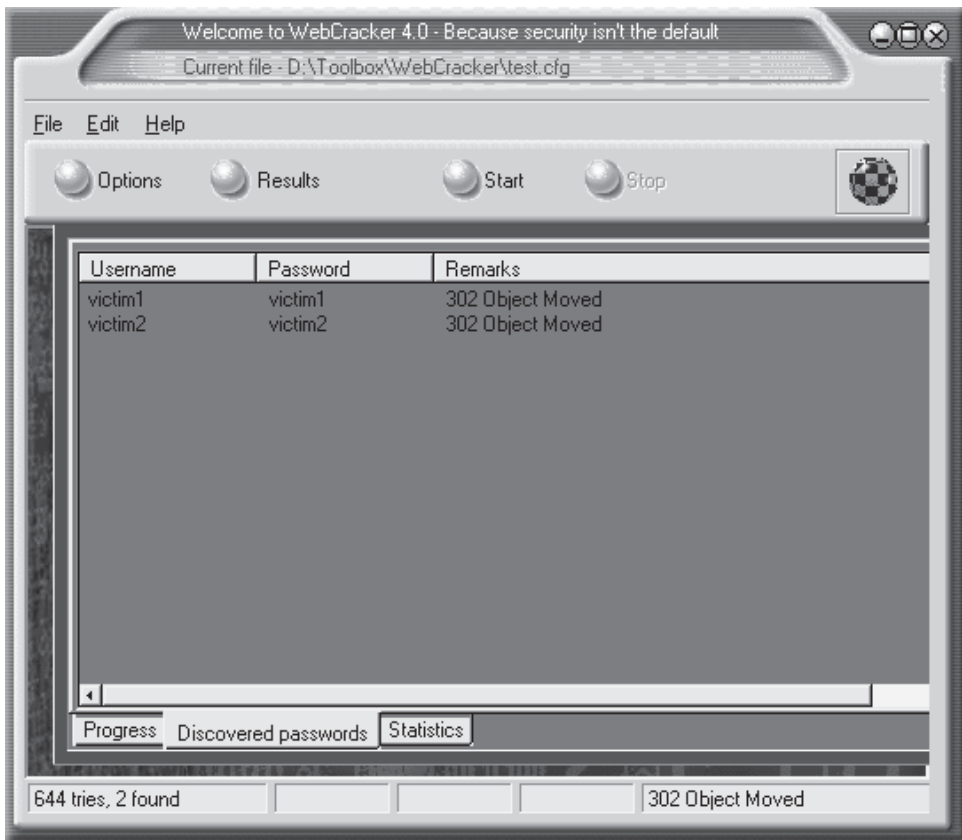 Welcome to WebCracker 4.0 - Because security isn't the default
Current file - D:\Toolbox\WebCracker\test.cfg
File Edit Help
Options Results Start Stop
Username Password Remarks
victim1 victim1 302 Object Moved
victim2 victim2 302 Object Moved
Progress Discovered passwords Statistics
644 tries, 2 found 302 Object Moved